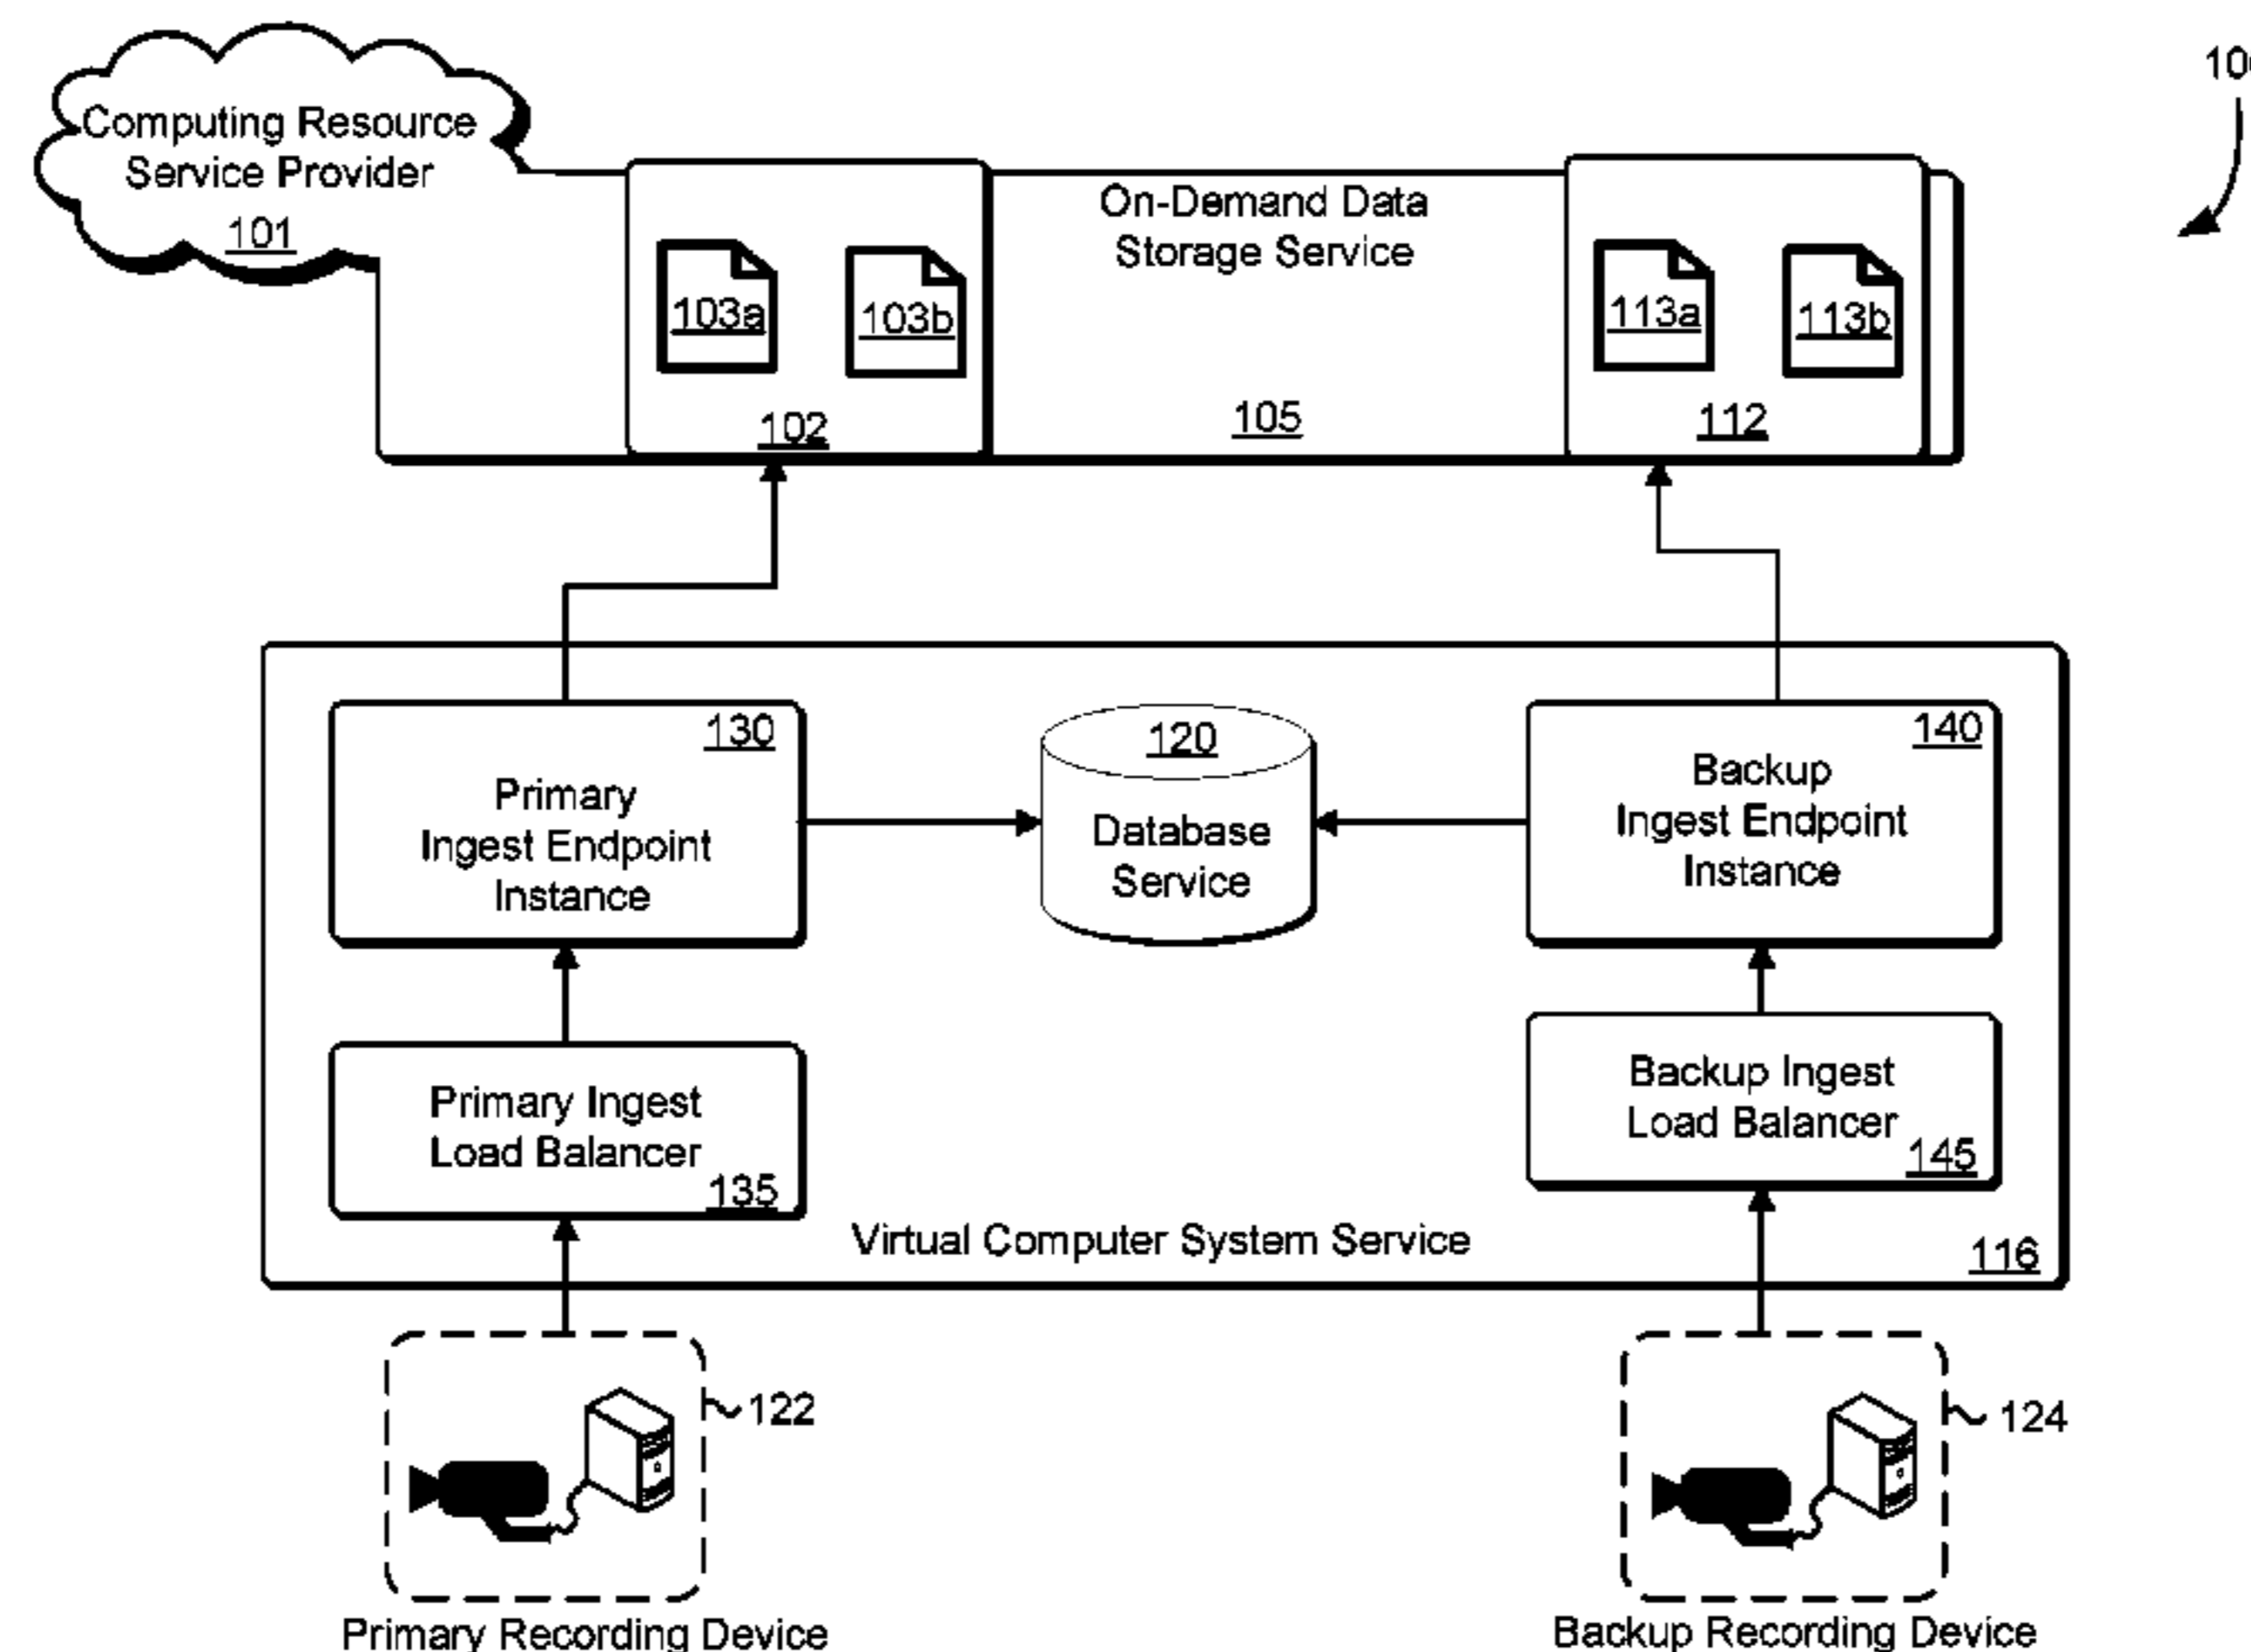 Computing Resource
Service Provider
101
On-Demand Data
Storage Service
105
103a
103b
102
113a
113b
112
130
Primary
Ingest Endpoint
Instance
120
Database
Service
140
Backup
Ingest Endpoint
Instance
Primary Ingest
Load Balancer
135
Backup Ingest
Load Balancer
145
Virtual Computer System Service
116
122
124
Primary Recording Device
Backup Recording Device